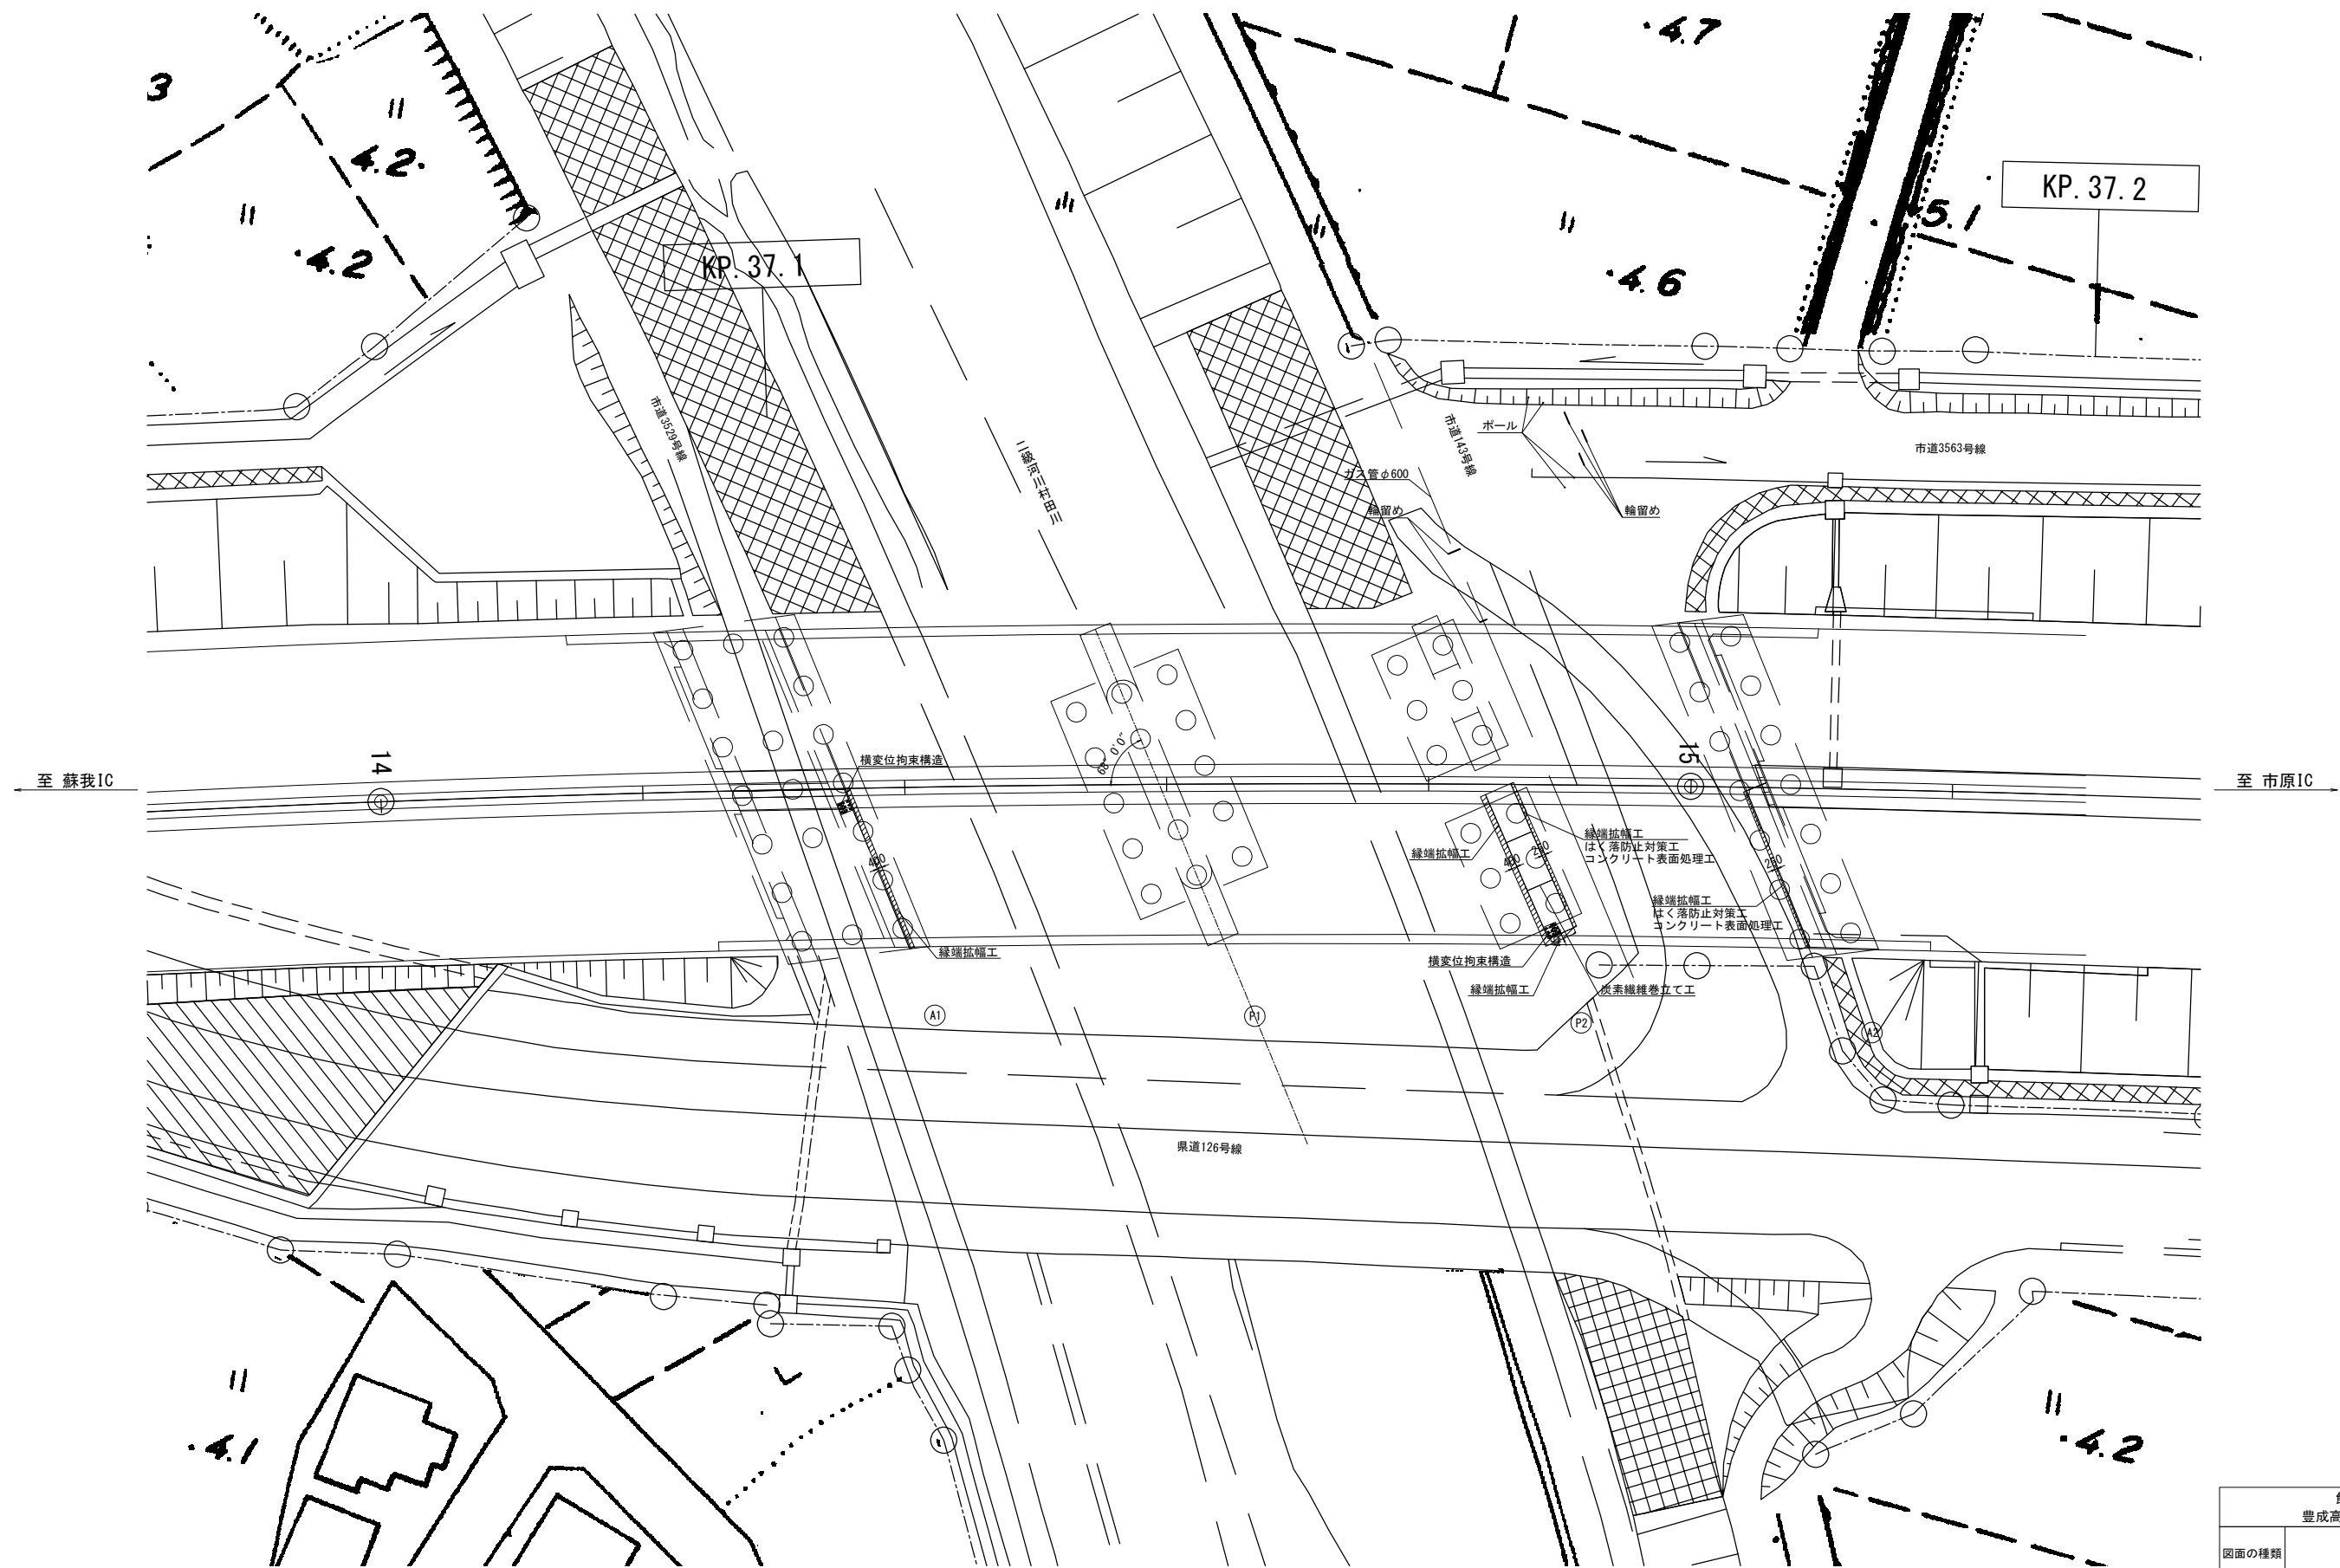 3
4.2
4.2
4.7
4.6
5.1
KP.37.1
KP.37.2
市道3529号線
二級河川村田川
市道143号線
ポール
市道3563号線
ガス管φ600
輪留め
輪留め
14
15
至 蘇我IC
至 市原IC
横変位拘束構造
68°0'0"
400
縁端拡幅工
縁端拡幅工
400
250
縁端拡幅工
はく落防止対策工
コンクリート表面処理工
250
縁端拡幅工
はく落防止対策工
コンクリート表面処理工
横変位拘束構造
縁端拡幅工
炭素繊維巻立て工
A1
P1
P2
A2
県道126号線
4.1
4.2
豊成高
図面の種類